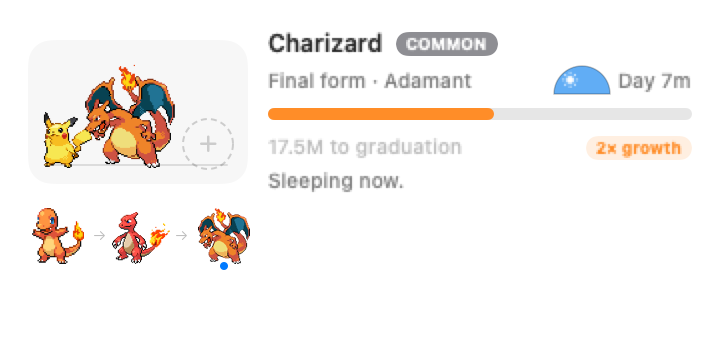 Charizard COMMON
Final form · Adamant Day 7m
17.5M to graduation 2× growth
Sleeping now.